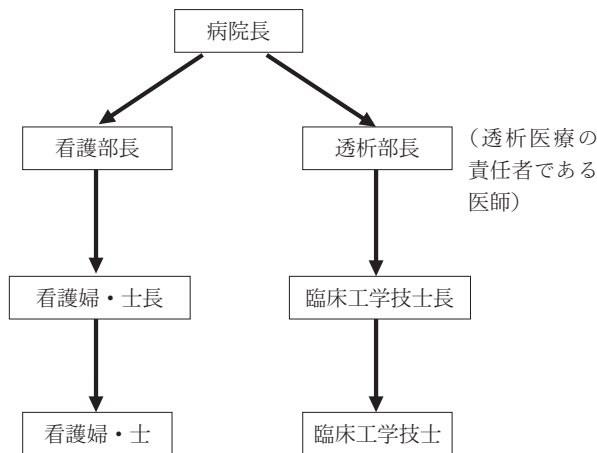 病院長
看護部長
透析部長
（透析医療の
責任者である
医師）
看護婦・士長
臨床工学技士長
看護婦・士
臨床工学技士